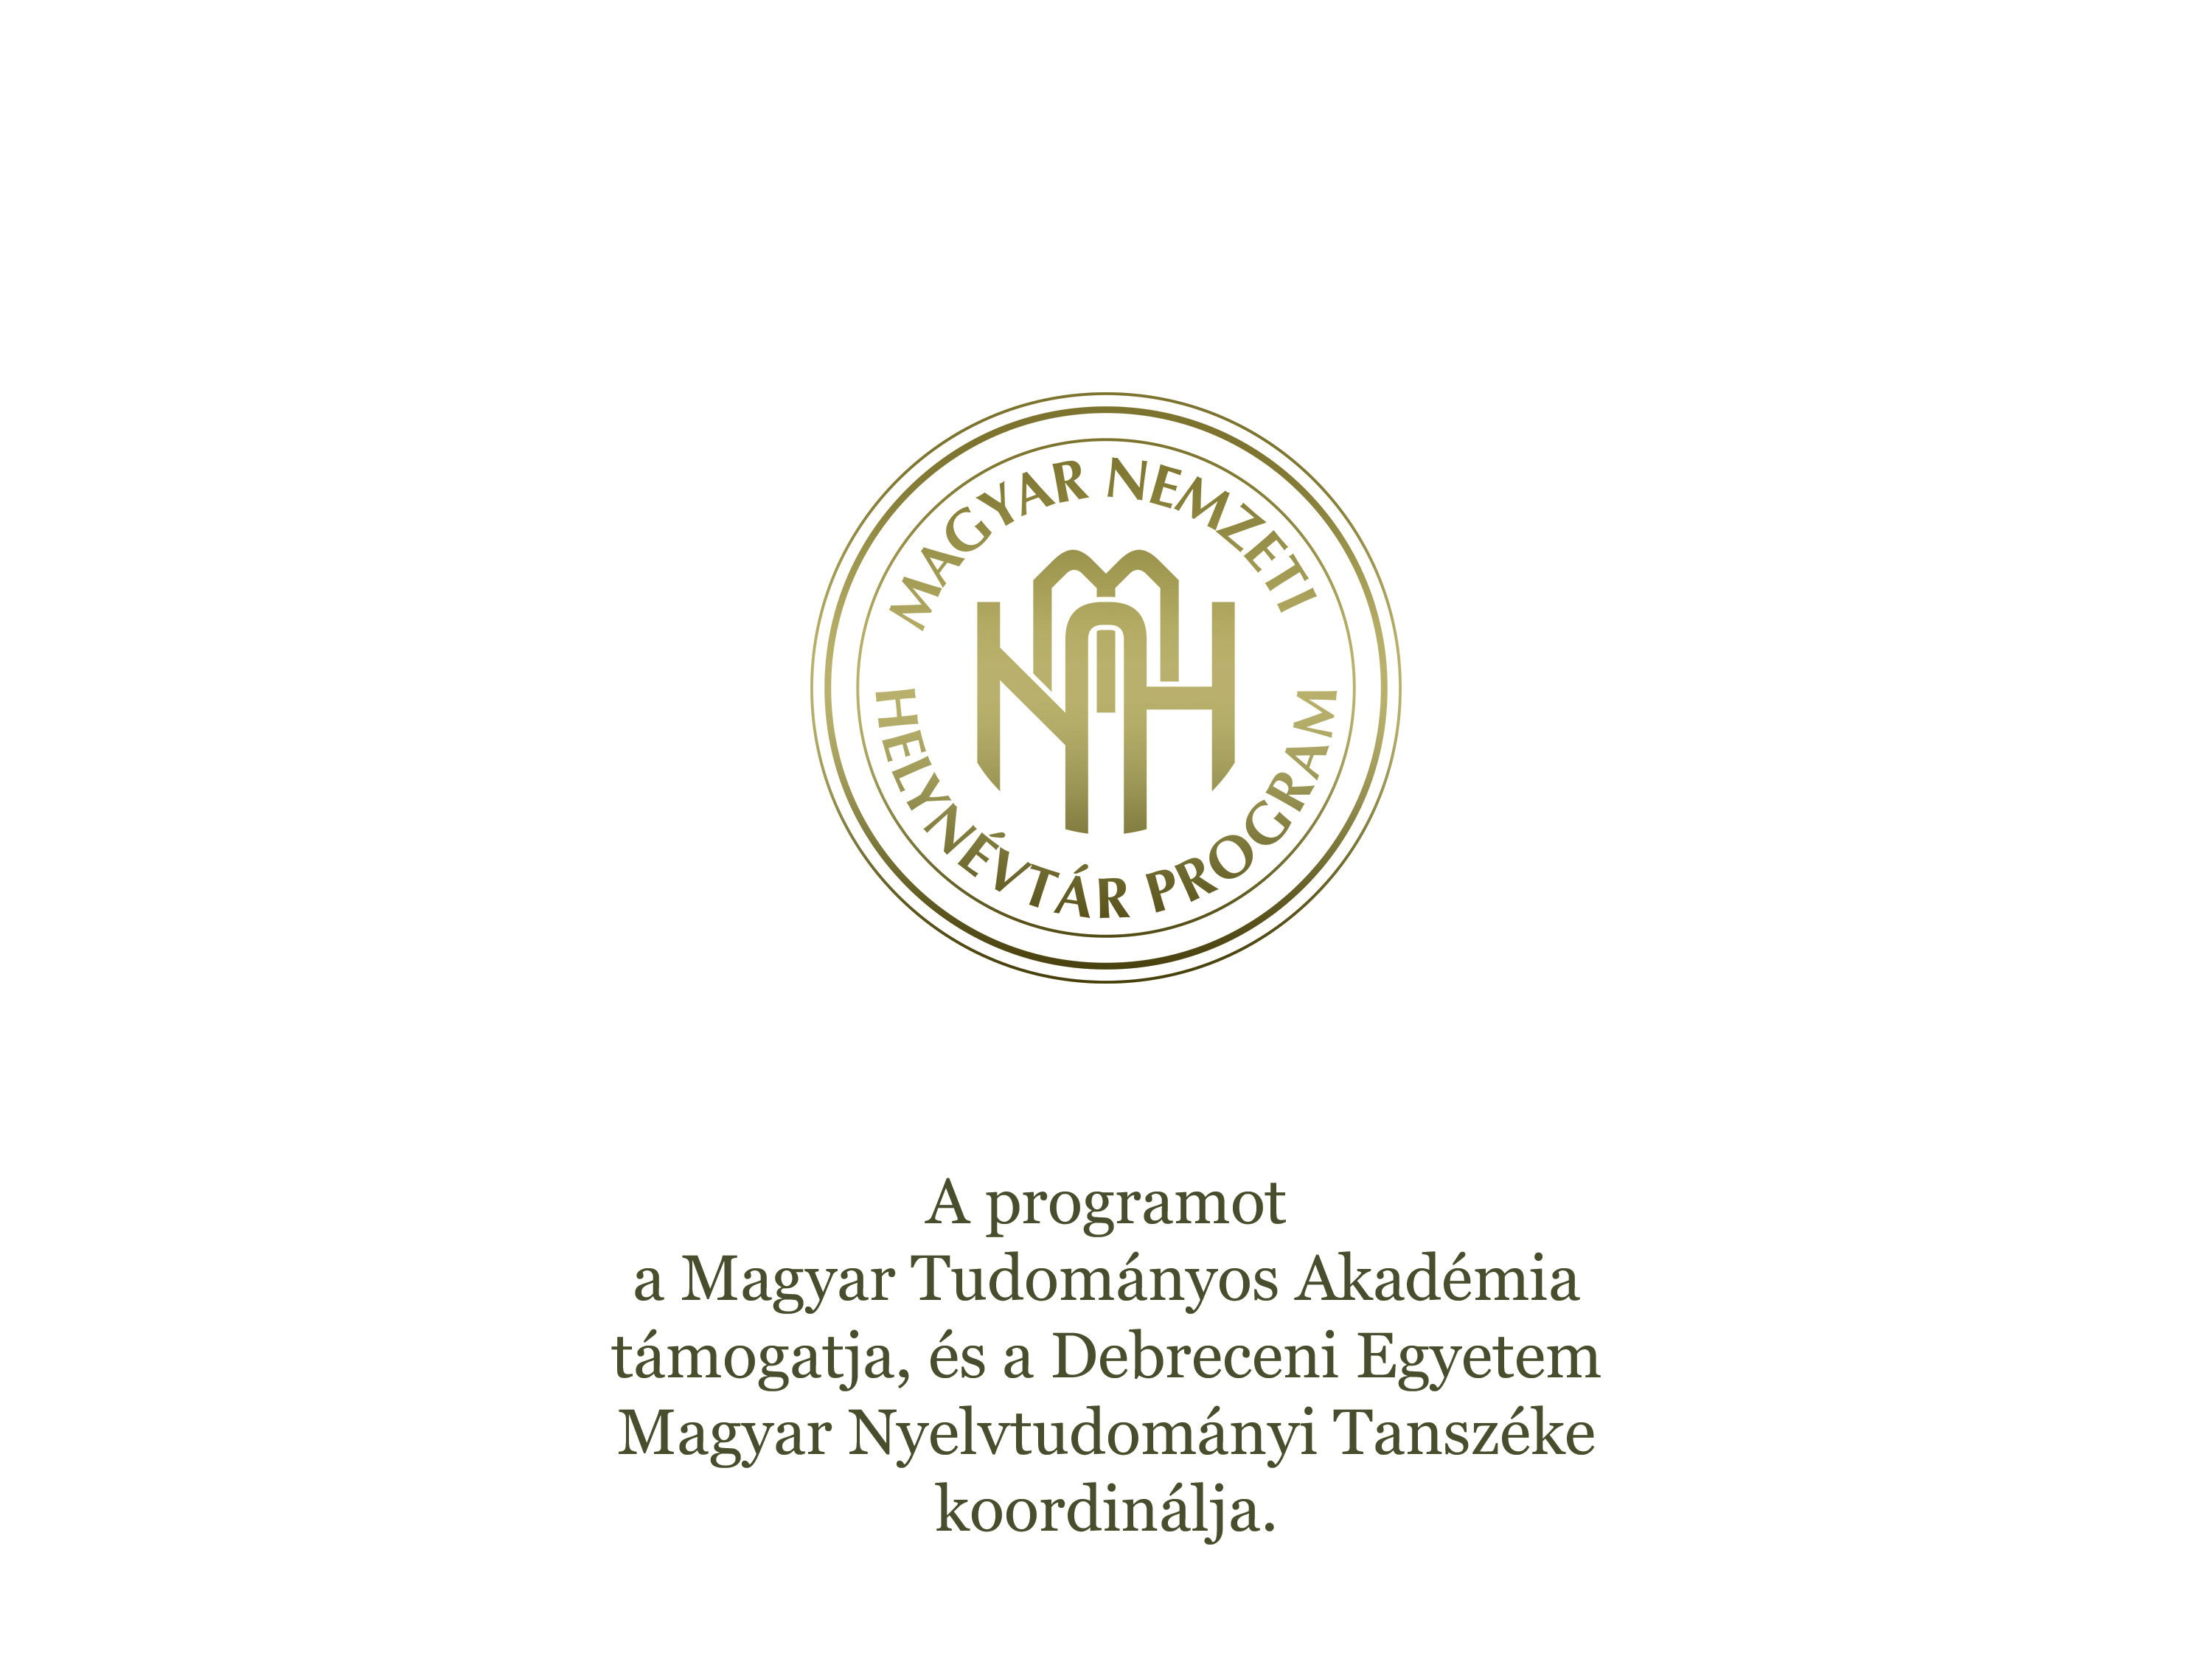 MAGYAR NEMZETI
HELYNÉVTÁR PROGRAM
A programot
a Magyar Tudományos Akadémia
támogatja, és a Debreceni Egyetem
Magyar Nyelvtudományi Tanszéke
koordinálja.